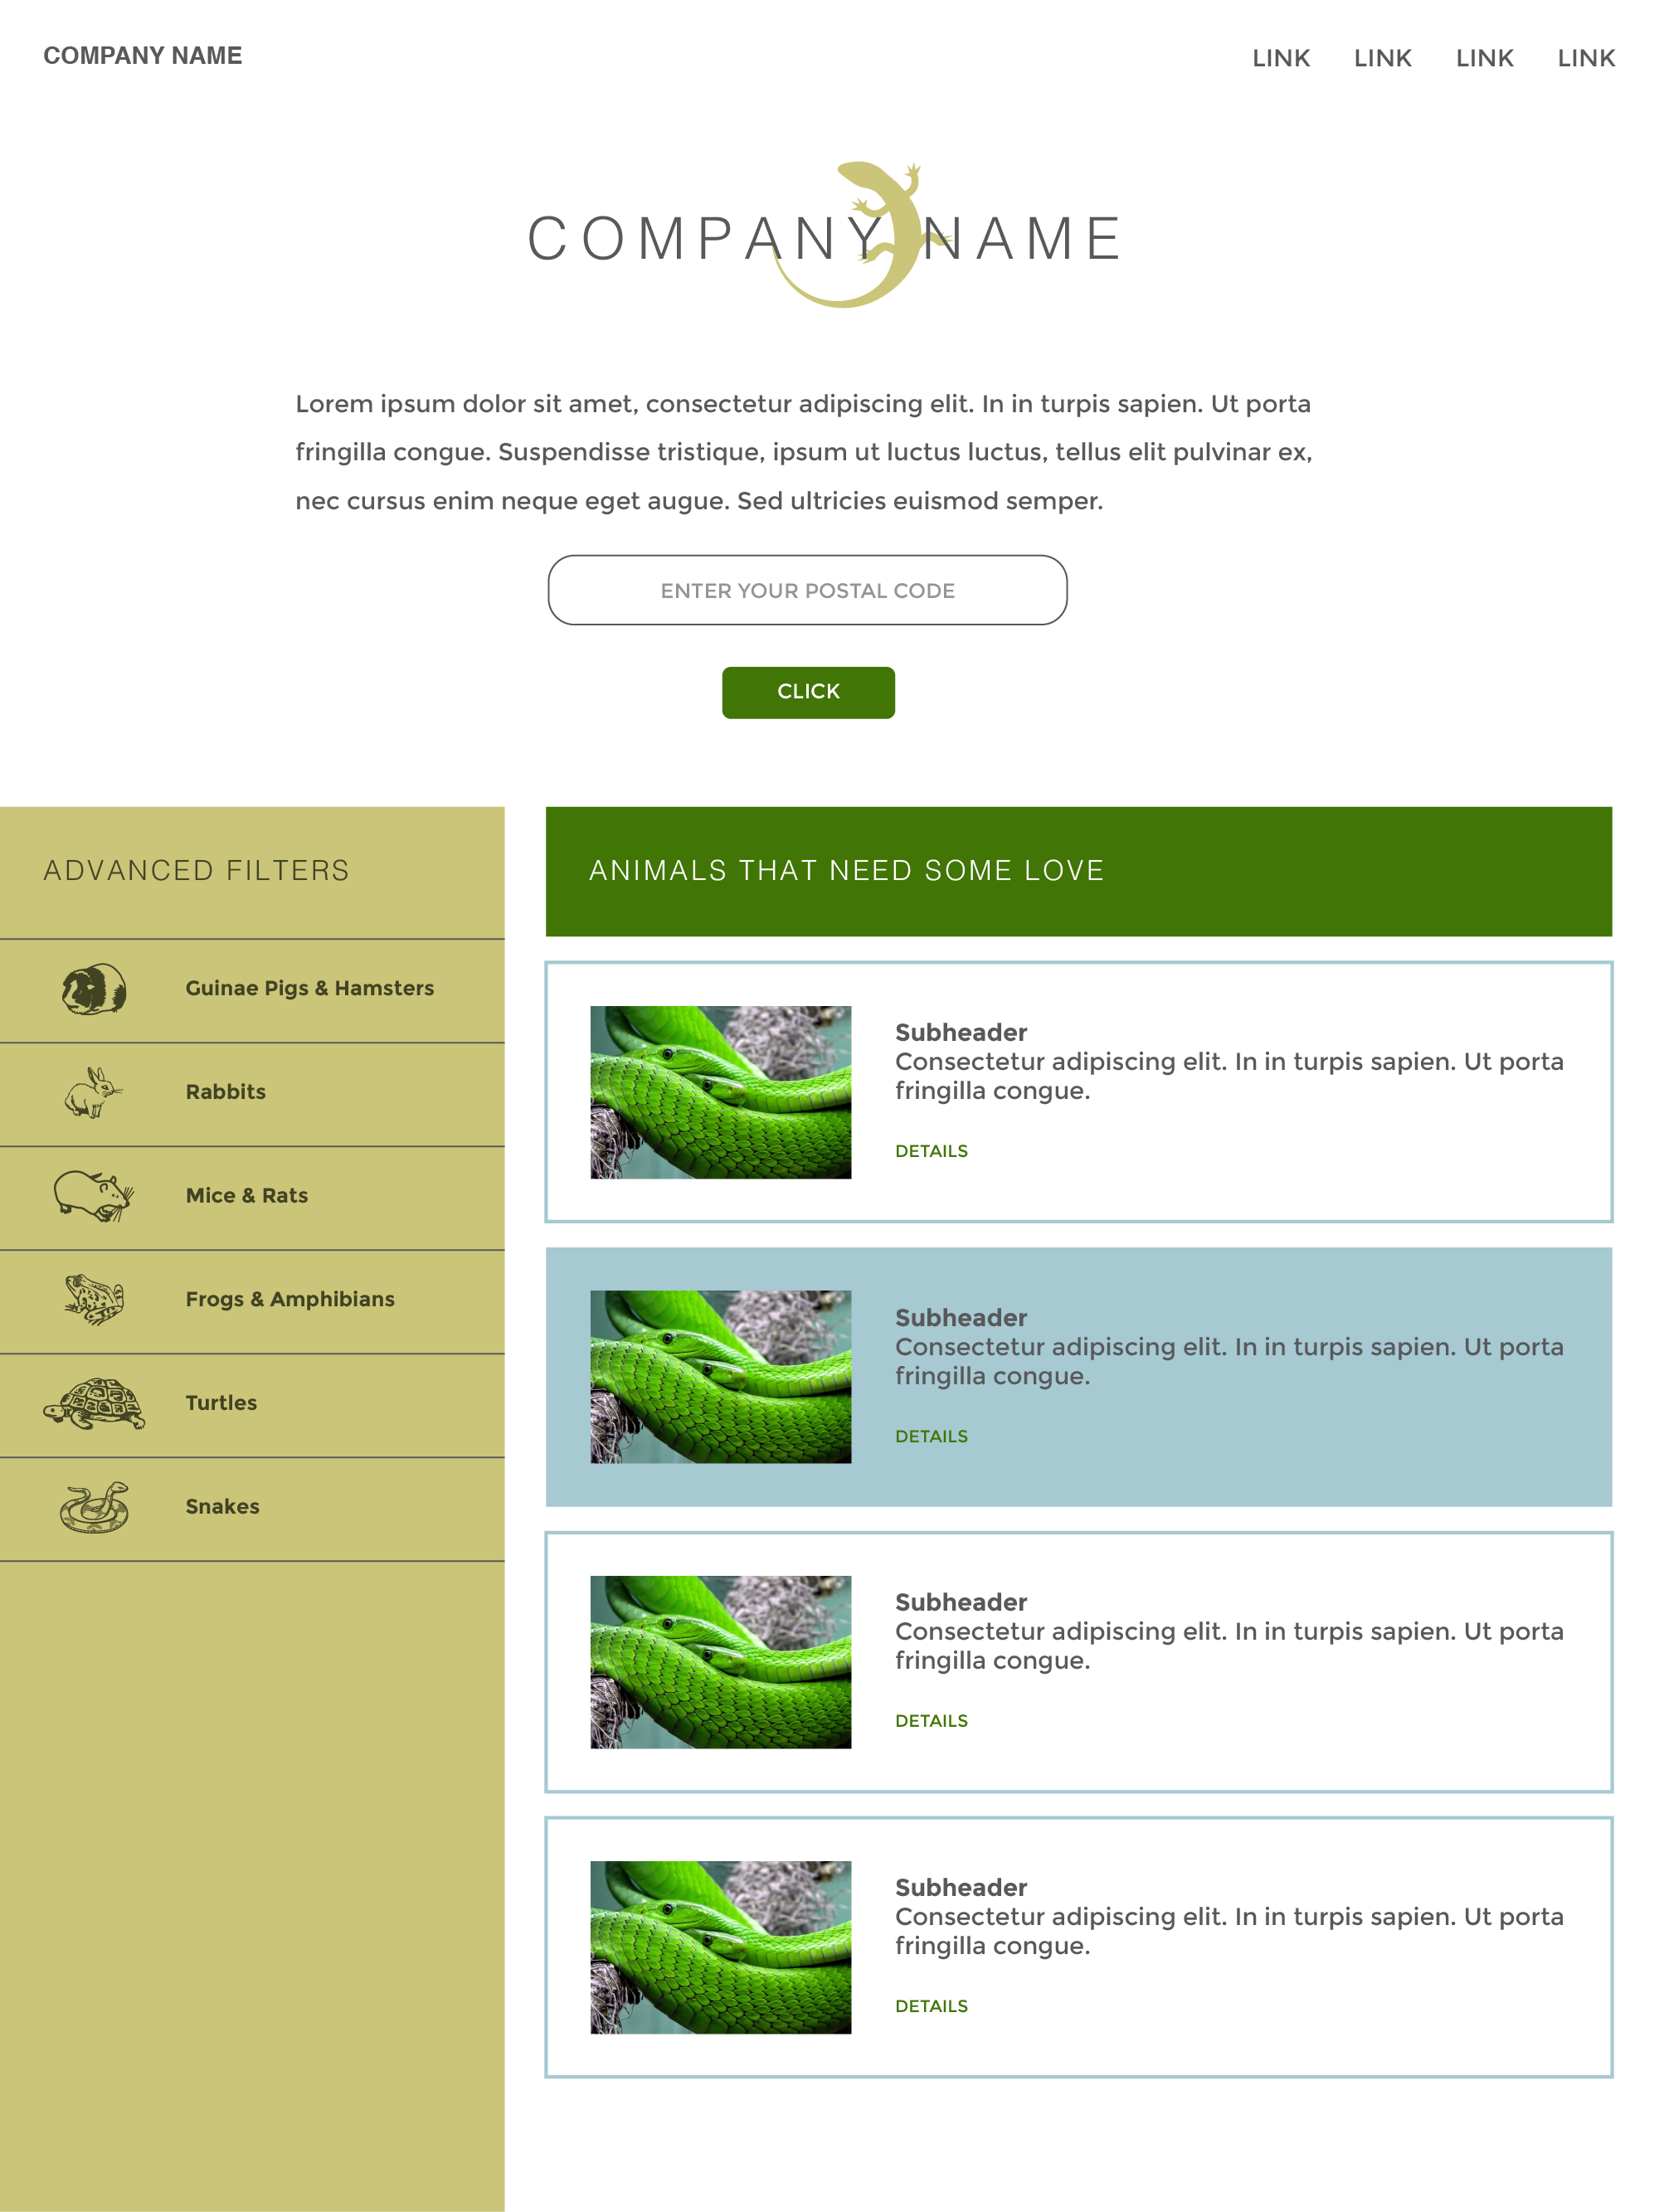 COMPANY NAME
LINK LINK LINK LINK
COMPANY NAME
Lorem ipsum dolor sit amet, consectetur adipiscing elit. In in turpis sapien. Ut porta
fringilla congue. Suspendisse tristique, ipsum ut luctus luctus, tellus elit pulvinar ex,
nec cursus enim neque eget augue. Sed ultricies euismod semper.
ENTER YOUR POSTAL CODE
CLICK
ADVANCED FILTERS
Guinae Pigs & Hamsters
Rabbits
Mice & Rats
Frogs & Amphibians
Turtles
Snakes
ANIMALS THAT NEED SOME LOVE
Subheader
Consectetur adipiscing elit. In in turpis sapien. Ut porta
fringilla congue.
DETAILS
Subheader
Consectetur adipiscing elit. In in turpis sapien. Ut porta
fringilla congue.
DETAILS
Subheader
Consectetur adipiscing elit. In in turpis sapien. Ut porta
fringilla congue.
DETAILS
Subheader
Consectetur adipiscing elit. In in turpis sapien. Ut porta
fringilla congue.
DETAILS